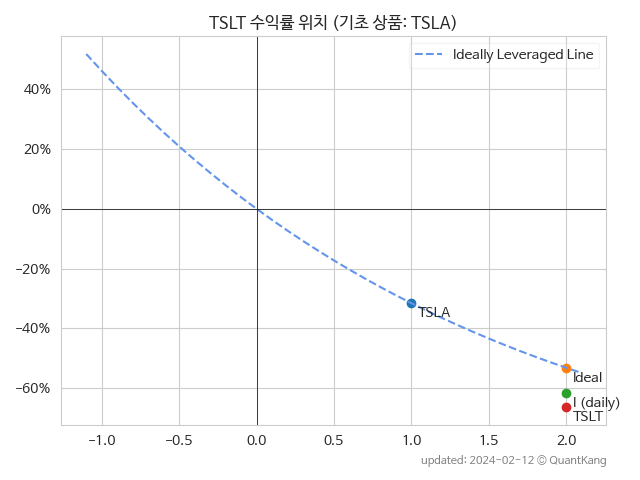 TSLT 수익률 위치 (기초 상품: TSLA)
Ideally Leveraged Line
40%
20%
0%
−20%
−40%
−60%
TSLA
Ideal
I (daily)
TSLT
−1.0
−0.5
0.0
0.5
1.0
1.5
2.0
updated: 2024-02-12 © QuantKang